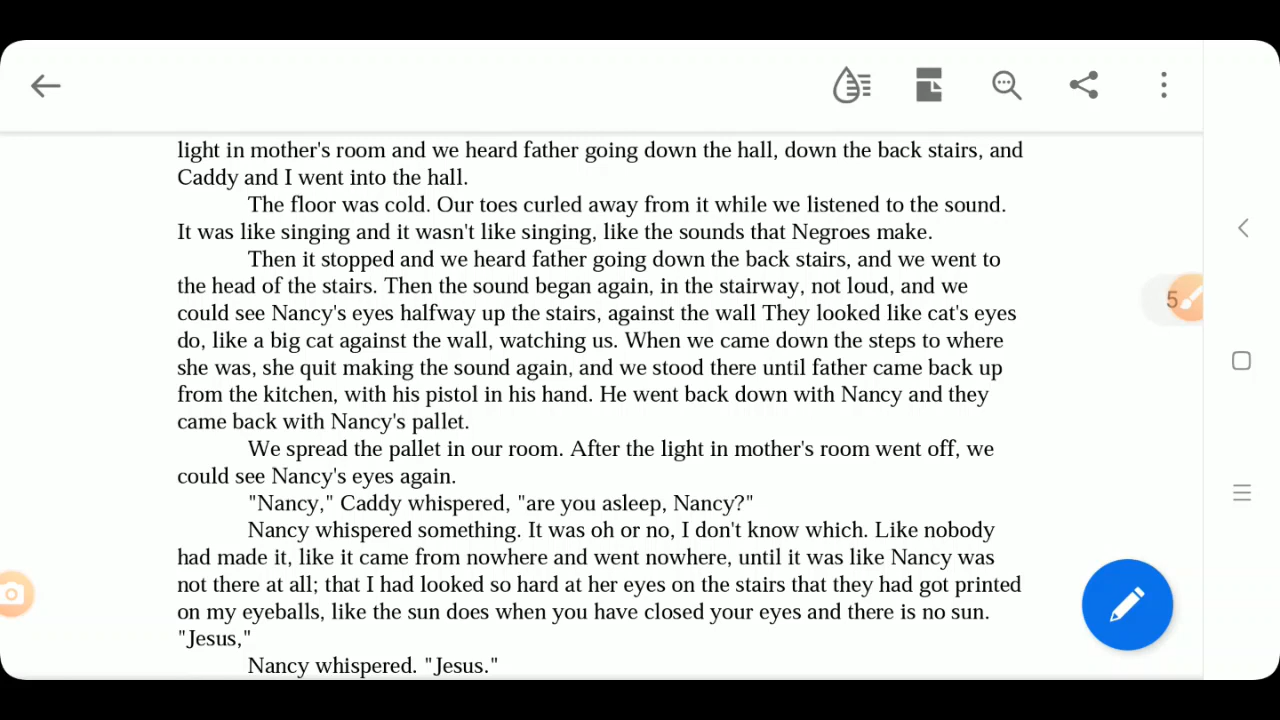 light in mother's room and we heard father going down the hall, down the back stairs, and
Caddy and I went into the hall.
The floor was cold. Our toes curled away from it while we listened to the sound.
It was like singing and it wasn't like singing, like the sounds that Negroes make.
Then it stopped and we heard father going down the back stairs, and we went to
the head of the stairs. Then the sound began again, in the stairway, not loud, and we
could see Nancy's eyes halfway up the stairs, against the wall They looked like cat's eyes
do, like a big cat against the wall, watching us. When we came down the steps to where
she was, she quit making the sound again, and we stood there until father came back up
from the kitchen, with his pistol in his hand. He went back down with Nancy and they
came back with Nancy's pallet.
We spread the pallet in our room. After the light in mother's room went off, we
could see Nancy's eyes again.
"Nancy," Caddy whispered, "are you asleep, Nancy?"
Nancy whispered something. It was oh or no, I don't know which. Like nobody
had made it, like it came from nowhere and went nowhere, until it was like Nancy was
not there at all; that I had looked so hard at her eyes on the stairs that they had got printed
on my eyeballs, like the sun does when you have closed your eyes and there is no sun.
"Jesus,"
Nancy whispered. "Jesus."
5